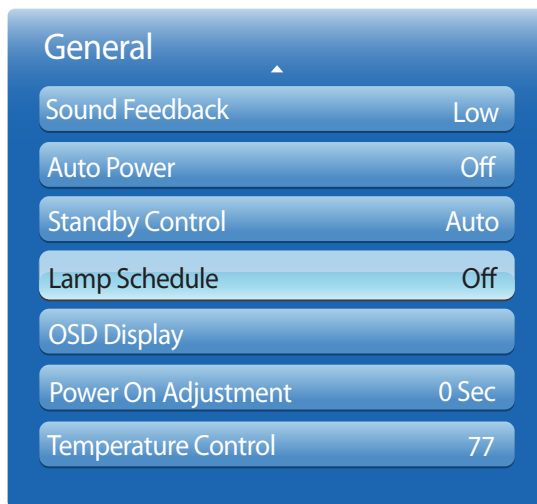 General
Sound Feedback Low
Auto Power Off
Standby Control Auto
Lamp Schedule Off
OSD Display
Power On Adjustment 0 Sec
Temperature Control 77